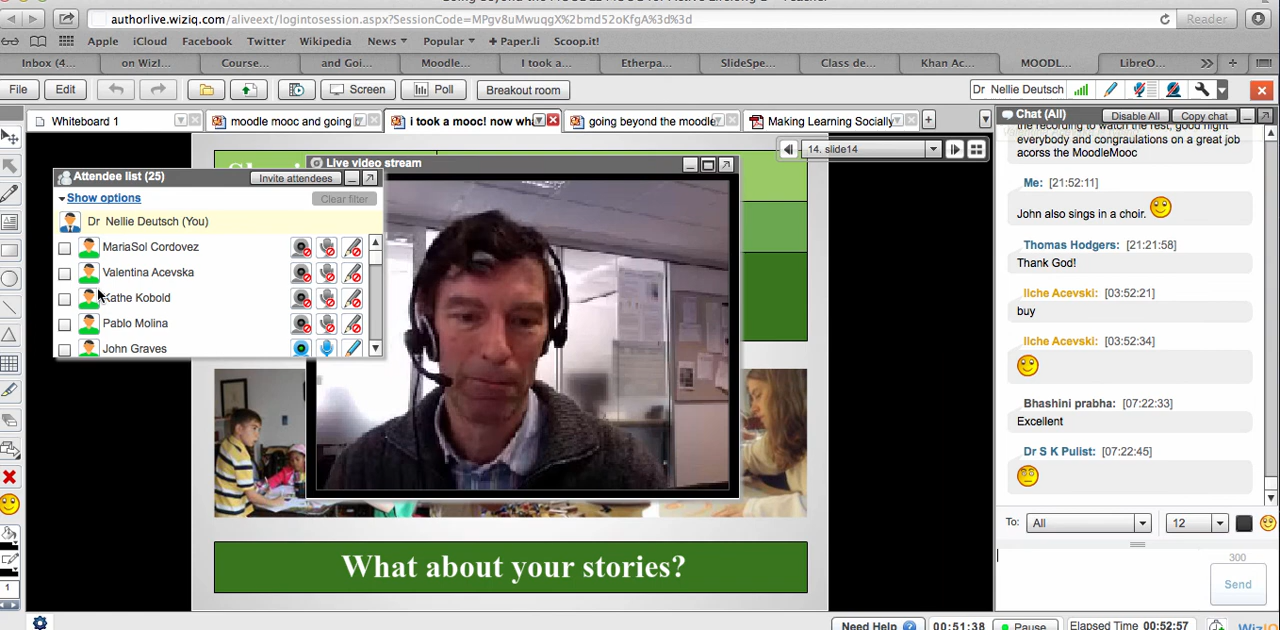 authorlive.wiziq.com/aliveext/logintosession.aspx?SessionCode=MPgv8uMwuqgX%2bmd52oKfgA%3d%3d
Reader
Apple iCloud Facebook Twitter Wikipedia News Popular + Paper.li Scoop.it!
Inbox (4... on WizI... Course... and Goi... Moodle... I took a... Etherpa... SlideSpe... Class de... Khan Ac... MOODL... LibreO...
File Edit Screen Poll Breakout room Dr Nellie Deutsch
Whiteboard 1 moodle mooc and going i took a mooc! now wha going beyond the moodle Making Learning Socially
14. slide14
Live video stream
Attendee list (25) Invite attendees
Show options Clear filter
Dr Nellie Deutsch (You)
MariaSol Cordovez
Valentina Acevska
Kathe Kobold
Pablo Molina
John Graves
What about your stories?
Chat (All) Disable All Copy chat
the recording to watch the rest, good night
everybody and congraulations on a great job
acorss the MoodleMooc
Me: [21:52:11]
John also sings in a choir.
Thomas Hodgers: [21:21:58]
Thank God!
Ilche Acevski: [03:52:21]
buy
Ilche Acevski: [03:52:34]
Bhashini prabha: [07:22:33]
Excellent
Dr S K Pulist: [07:22:45]
To: All 12
300
Send
1
Need Help ? 00:51:38 Pause Elapsed Time 00:52:57 WizIQ